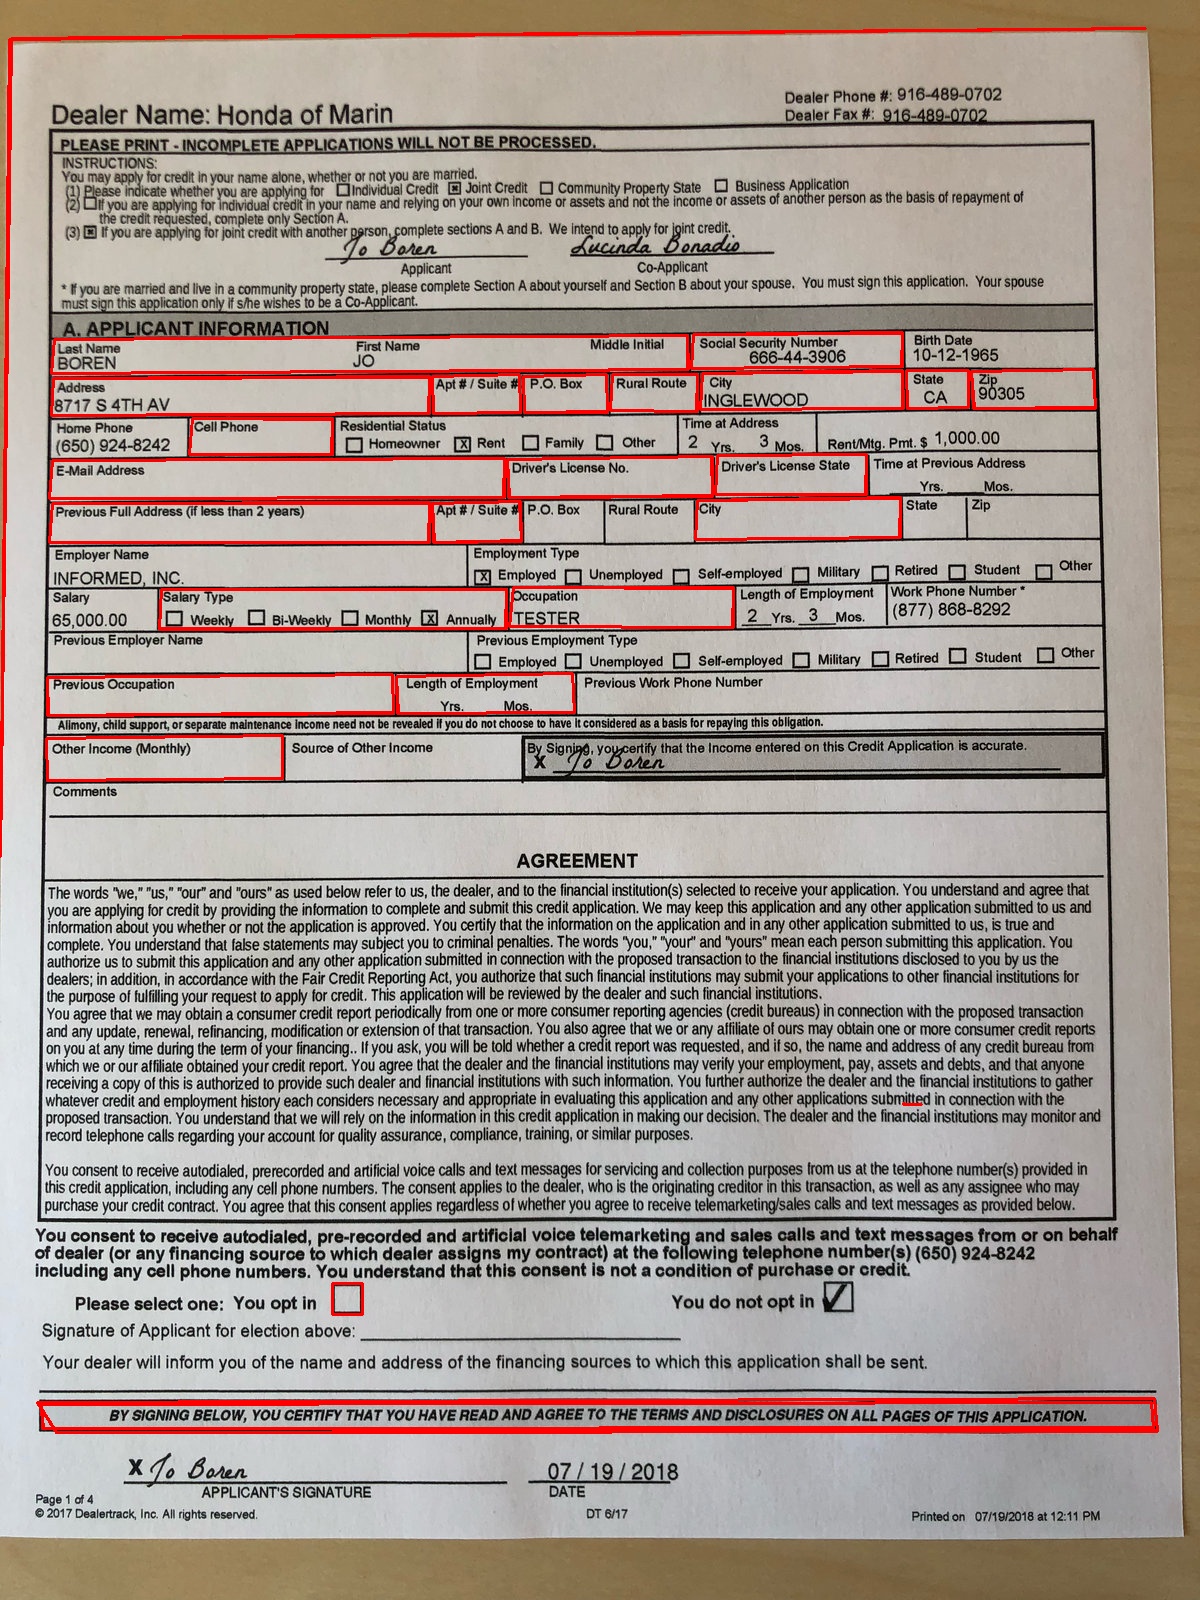 Dealer Name: Honda of Marin
Dealer Phone #: 916-489-0702
Dealer Fax #: 916-489-0702
PLEASE PRINT - INCOMPLETE APPLICATIONS WILL NOT BE PROCESSED.
INSTRUCTIONS:
You may apply for credit in your name alone, whether or not you are married.
(1) Please indicate whether you are applying for Individual Credit Joint Credit Community Property State Business Application
(2) If you are applying for individual credit in your name and relying on your own income or assets and not the income or assets of another person as the basis of repayment of
the credit requested, complete only Section A.
(3) If you are applying for joint credit with another person, complete sections A and B. We intend to apply for joint credit.
Jo Boren Lucinda Bonadio
Applicant Co-Applicant
* If you are married and live in a community property state, please complete Section A about yourself and Section B about your spouse. You must sign this application. Your spouse
must sign this application only if s/he wishes to be a Co-Applicant.
A. APPLICANT INFORMATION
Last Name First Name Middle Initial Social Security Number Birth Date
BOREN JO 666-44-3906 10-12-1965
Address Apt # / Suite # P.O. Box Rural Route City State Zip
8717 S 4TH AV INGLEWOOD CA 90305
Home Phone Cell Phone Residential Status Time at Address
(650) 924-8242 Homeowner X Rent Family Other 2 Yrs. 3 Mos. Rent/Mtg. Pmt. $ 1,000.00
E-Mail Address Driver's License No. Driver's License State Time at Previous Address
Yrs. Mos.
Previous Full Address (if less than 2 years) Apt # / Suite # P.O. Box Rural Route City State Zip
Employer Name Employment Type
INFORMED, INC. X Employed Unemployed Self-employed Military Retired Student Other
Salary Salary Type Occupation Length of Employment Work Phone Number *
65,000.00 Weekly Bi-Weekly Monthly X Annually TESTER 2 Yrs. 3 Mos. (877) 868-8292
Previous Employer Name Previous Employment Type
Employed Unemployed Self-employed Military Retired Student Other
Previous Occupation Length of Employment Previous Work Phone Number
Yrs. Mos.
Alimony, child support, or separate maintenance income need not be revealed if you do not choose to have it considered as a basis for repaying this obligation.
Other Income (Monthly) Source of Other Income By Signing, you certify that the Income entered on this Credit Application is accurate.
X Jo Boren
Comments
AGREEMENT
The words "we," "us," "our" and "ours" as used below refer to us, the dealer, and to the financial institution(s) selected to receive your application. You understand and agree that
you are applying for credit by providing the information to complete and submit this credit application. We may keep this application and any other application submitted to us and
information about you whether or not the application is approved. You certify that the information on the application and in any other application submitted to us, is true and
complete. You understand that false statements may subject you to criminal penalties. The words "you," "your" and "yours" mean each person submitting this application. You
authorize us to submit this application and any other application submitted in connection with the proposed transaction to the financial institutions disclosed to you by us the
dealers; in addition, in accordance with the Fair Credit Reporting Act, you authorize that such financial institutions may submit your applications to other financial institutions for
the purpose of fulfilling your request to apply for credit. This application will be reviewed by the dealer and such financial institutions.
You agree that we may obtain a consumer credit report periodically from one or more consumer reporting agencies (credit bureaus) in connection with the proposed transaction
and any update, renewal, refinancing, modification or extension of that transaction. You also agree that we or any affiliate of ours may obtain one or more consumer credit reports
on you at any time during the term of your financing.. If you ask, you will be told whether a credit report was requested, and if so, the name and address of any credit bureau from
which we or our affiliate obtained your credit report. You agree that the dealer and the financial institutions may verify your employment, pay, assets and debts, and that anyone
receiving a copy of this is authorized to provide such dealer and financial institutions with such information. You further authorize the dealer and the financial institutions to gather
whatever credit and employment history each considers necessary and appropriate in evaluating this application and any other applications submitted in connection with the
proposed transaction. You understand that we will rely on the information in this credit application in making our decision. The dealer and the financial institutions may monitor and
record telephone calls regarding your account for quality assurance, compliance, training, or similar purposes.
You consent to receive autodialed, prerecorded and artificial voice calls and text messages for servicing and collection purposes from us at the telephone number(s) provided in
this credit application, including any cell phone numbers. The consent applies to the dealer, who is the originating creditor in this transaction, as well as any assignee who may
purchase your credit contract. You agree that this consent applies regardless of whether you agree to receive telemarketing/sales calls and text messages as provided below.
You consent to receive autodialed, pre-recorded and artificial voice telemarketing and sales calls and text messages from or on behalf
of dealer (or any financing source to which dealer assigns my contract) at the following telephone number(s) (650) 924-8242
including any cell phone numbers. You understand that this consent is not a condition of purchase or credit.
Please select one: You opt in You do not opt in
Signature of Applicant for election above:
Your dealer will inform you of the name and address of the financing sources to which this application shall be sent.
BY SIGNING BELOW, YOU CERTIFY THAT YOU HAVE READ AND AGREE TO THE TERMS AND DISCLOSURES ON ALL PAGES OF THIS APPLICATION.
X Jo Boren 07 / 19 / 2018
APPLICANT'S SIGNATURE DATE
Page 1 of 4
© 2017 Dealertrack, Inc. All rights reserved. DT 6/17 Printed on 07/19/2018 at 12:11 PM